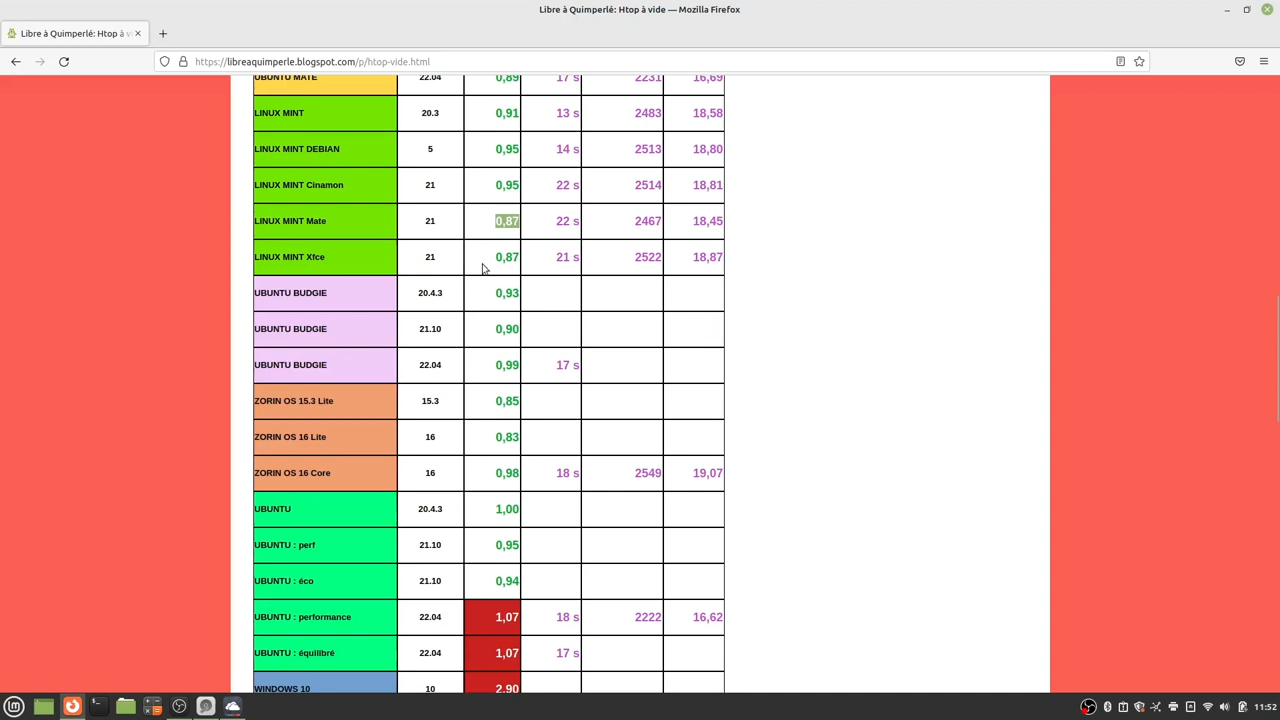 Libre à Quimperlé: Htop à vide — Mozilla Firefox
Libre à Quimperlé: Htop à vi
https://libreaquimperle.blogspot.com/p/htop-vide.html
UBUNTU MATE 22.04 0,89 17 s 2231 16,69
LINUX MINT 20.3 0,91 13 s 2483 18,58
LINUX MINT DEBIAN 5 0,95 14 s 2513 18,80
LINUX MINT Cinamon 21 0,95 22 s 2514 18,81
LINUX MINT Mate 21 0,87 22 s 2467 18,45
LINUX MINT Xfce 21 0,87 21 s 2522 18,87
UBUNTU BUDGIE 20.4.3 0,93
UBUNTU BUDGIE 21.10 0,90
UBUNTU BUDGIE 22.04 0,99 17 s
ZORIN OS 15.3 Lite 15.3 0,85
ZORIN OS 16 Lite 16 0,83
ZORIN OS 16 Core 16 0,98 18 s 2549 19,07
UBUNTU 20.4.3 1,00
UBUNTU : perf 21.10 0,95
UBUNTU : éco 21.10 0,94
UBUNTU : performance 22.04 1,07 18 s 2222 16,62
UBUNTU : équilibré 22.04 1,07 17 s
WINDOWS 10 10 2,90
11:52